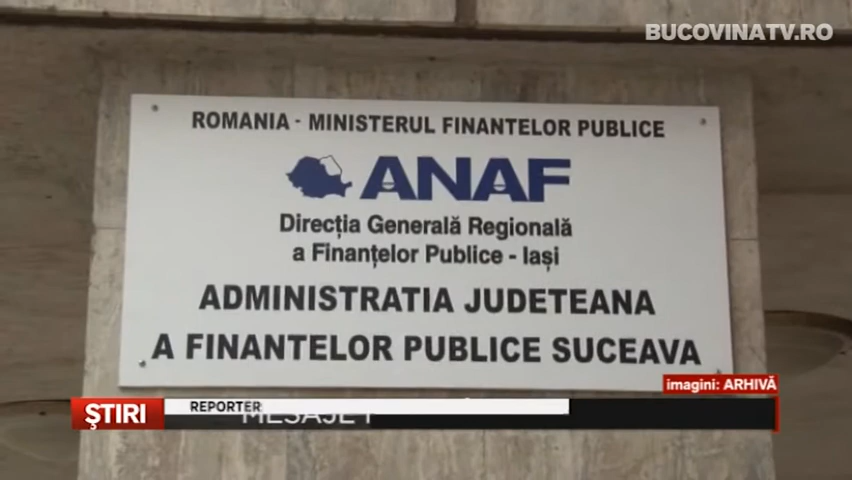 BUCOVINATV.RO
ROMANIA - MINISTERUL FINANTELOR PUBLICE
ANAF
Direcția Generală Regională
a Finanțelor Publice - Iași
ADMINISTRATIA JUDETEANA
A FINANTELOR PUBLICE SUCEAVA
imagini: ARHIVĂ
ŞTIRI
REPORTER